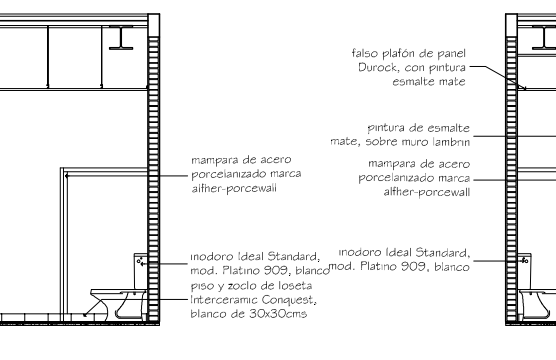 falso plafón de panel
Durock, con pintura
esmalte mate
pintura de esmalte
mate, sobre muro lambrin
mampara de acero
porcelanizado marca
alfher-porcewall
inodoro Ideal Standard,
mod. Platino 909, blanco
mampara de acero
porcelanizado marca
alfher-porcewall
inodoro Ideal Standard,
mod. Platino 909, blanco
piso y zoclo de loseta
Interceramic Conquest,
blanco de 30x30cms